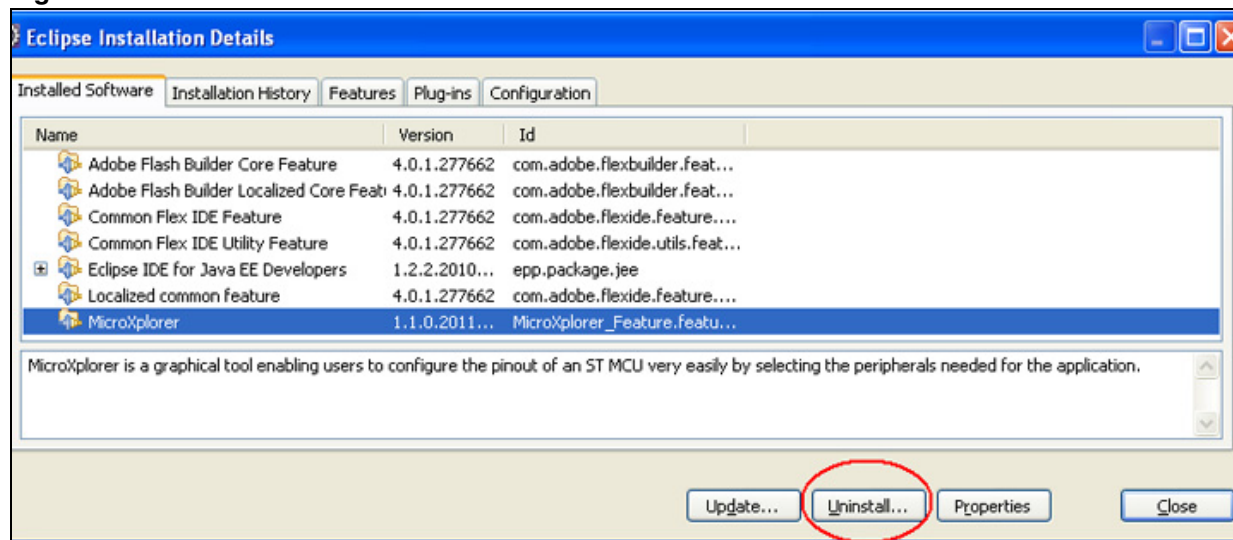 Eclipse Installation Details
Installed Software Installation History Features Plug-ins Configuration
Name Version Id
Adobe Flash Builder Core Feature 4.0.1.277662 com.adobe.flexbuilder.feat...
Adobe Flash Builder Localized Core Featu 4.0.1.277662 com.adobe.flexbuilder.feat...
Common Flex IDE Feature 4.0.1.277662 com.adobe.flexide.feature....
Common Flex IDE Utility Feature 4.0.1.277662 com.adobe.flexide.utils.feat...
Eclipse IDE for Java EE Developers 1.2.2.2010... epp.package.jee
Localized common feature 4.0.1.277662 com.adobe.flexide.feature....
MicroXplorer 1.1.0.2011... MicroXplorer_Feature.featu...
MicroXplorer is a graphical tool enabling users to configure the pinout of an ST MCU very easily by selecting the peripherals needed for the application.
Update... Uninstall... Properties Close